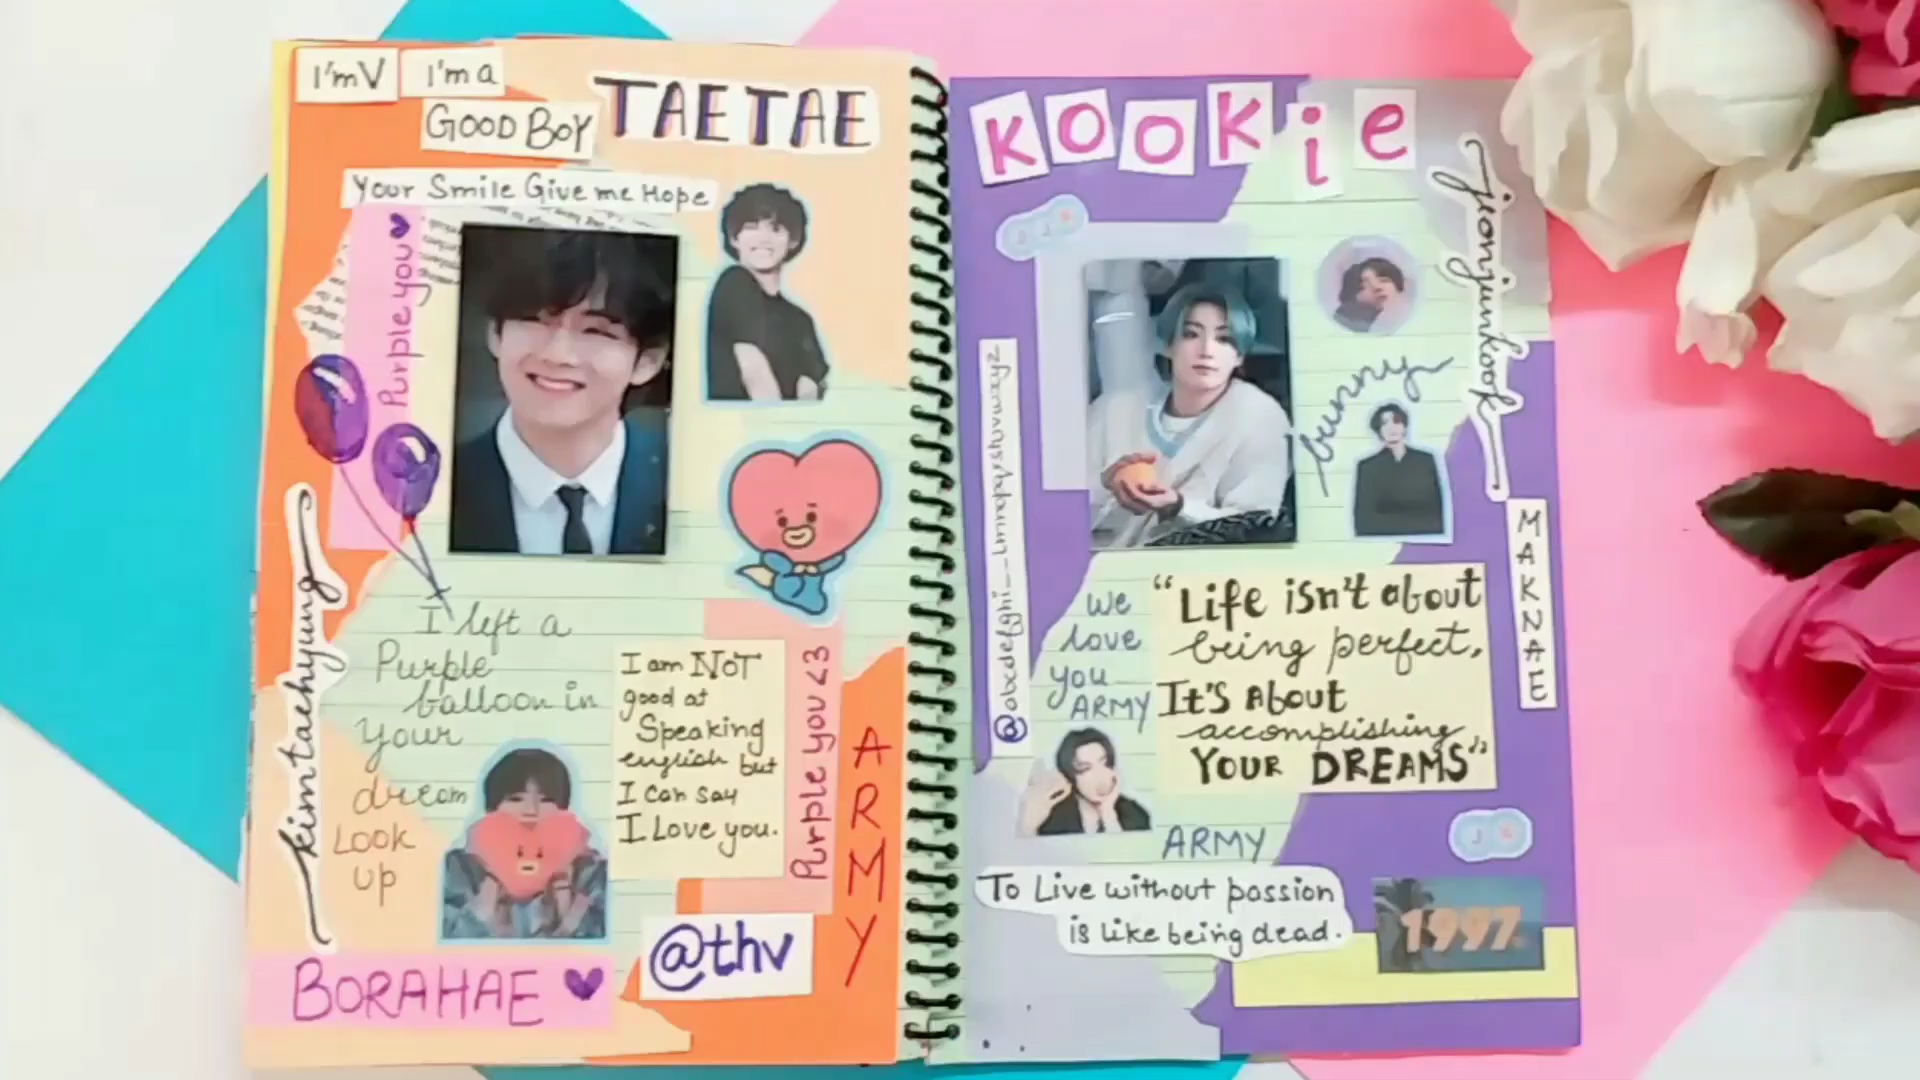 I'm V
I'm a
GOOD BOY
TAETAE
Your Smile Give me Hope
Purple you
kimtaehyung
I left a
Purple
balloon in
Your
dream
Look
up
I am NOT
good at
Speaking
english but
I can say
I Love you.
Purple you <3
ARMY
@thv
BORAHAE
KOOKiE
jeonjunkook
bunny
MAKNAE
We
love
you
ARMY
"Life isn't about
being perfect,
It's About
accomplishing
YOUR DREAMS"
ARMY
To Live without passion
is like being dead.
1997